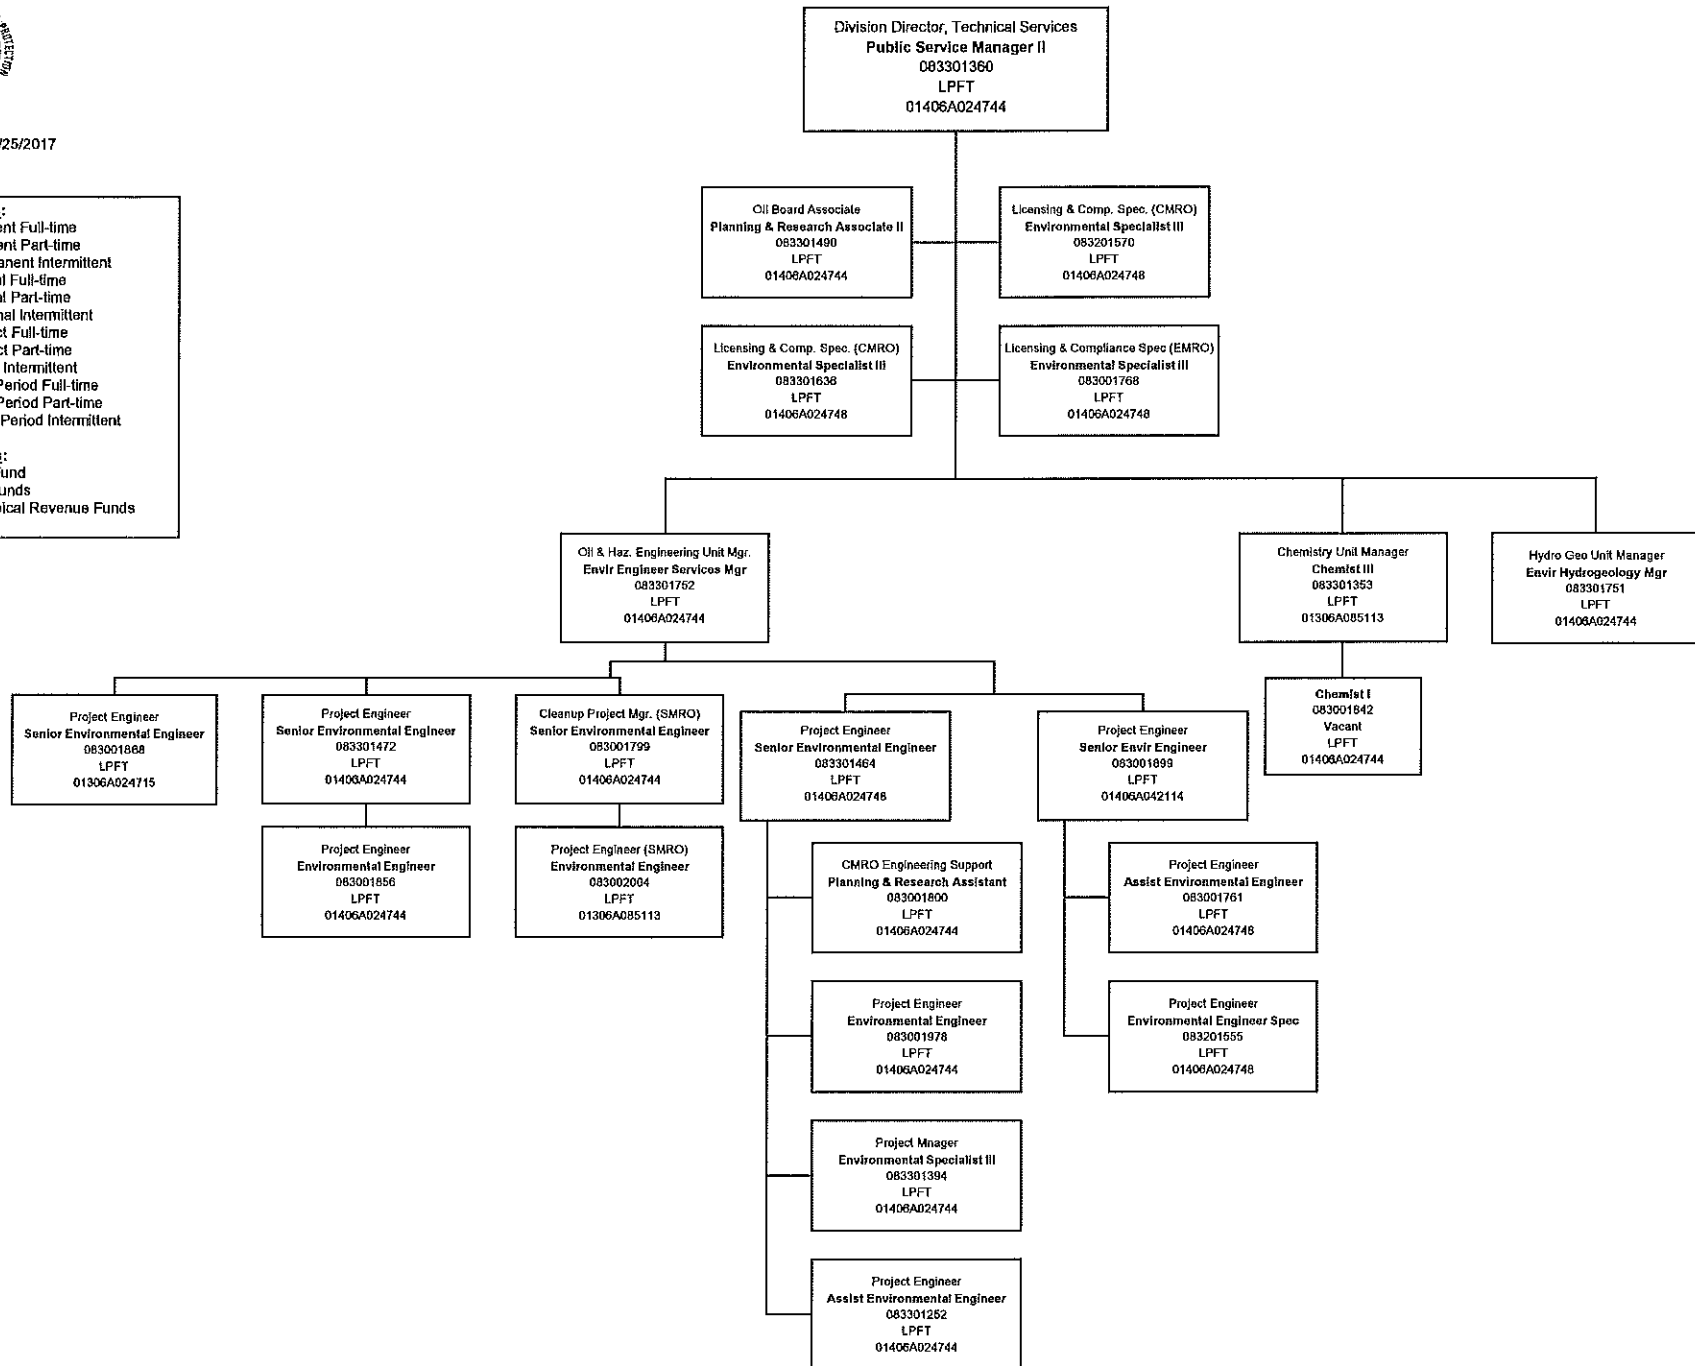 PROTECTION
/25/2017
:
ent Full-time
ent Part-time
anent Intermittent
al Full-time
al Part-time
nal Intermittent
ct Full-time
ct Part-time
Intermittent
Period Full-time
Period Part-time
Period Intermittent
:
und
unds
oical Revenue Funds
Division Director, Technical Services
Public Service Manager II
083301360
LPFT
01406A024744
Oil Board Associate
Planning & Research Associate II
083301490
LPFT
01406A024744
Licensing & Comp. Spec. (CMRO)
Environmental Specialist III
083201570
LPFT
01406A024748
Licensing & Comp. Spec. (CMRO)
Environmental Specialist III
083301636
LPFT
01406A024748
Licensing & Compliance Spec (EMRO)
Environmental Specialist III
083001768
LPFT
01406A024748
Oil & Haz. Engineering Unit Mgr.
Envir Engineer Services Mgr
083301752
LPFT
01406A024744
Chemistry Unit Manager
Chemist III
083301353
LPFT
01306A085113
Hydro Geo Unit Manager
Envir Hydrogeology Mgr
083301751
LPFT
01406A024744
Project Engineer
Senior Environmental Engineer
083001868
LPFT
01306A024715
Project Engineer
Senior Environmental Engineer
083301472
LPFT
01406A024744
Cleanup Project Mgr. (SMRO)
Senior Environmental Engineer
083001799
LPFT
01406A024744
Project Engineer
Senior Environmental Engineer
083301464
LPFT
01406A024748
Project Engineer
Senior Envir Engineer
083001899
LPFT
01406A042114
Chemist I
083001842
Vacant
LPFT
01406A024744
Project Engineer
Environmental Engineer
083001856
LPFT
01406A024744
Project Engineer (SMRO)
Environmental Engineer
083002004
LPFT
01306A085113
CMRO Engineering Support
Planning & Research Assistant
083001800
LPFT
01406A024744
Project Engineer
Assist Environmental Engineer
083001761
LPFT
01406A024748
Project Engineer
Environmental Engineer
083001978
LPFT
01406A024744
Project Engineer
Environmental Engineer Spec
083201555
LPFT
01406A024748
Project Mnager
Environmental Specialist III
083301394
LPFT
01406A024744
Project Engineer
Assist Environmental Engineer
083301252
LPFT
01406A024744